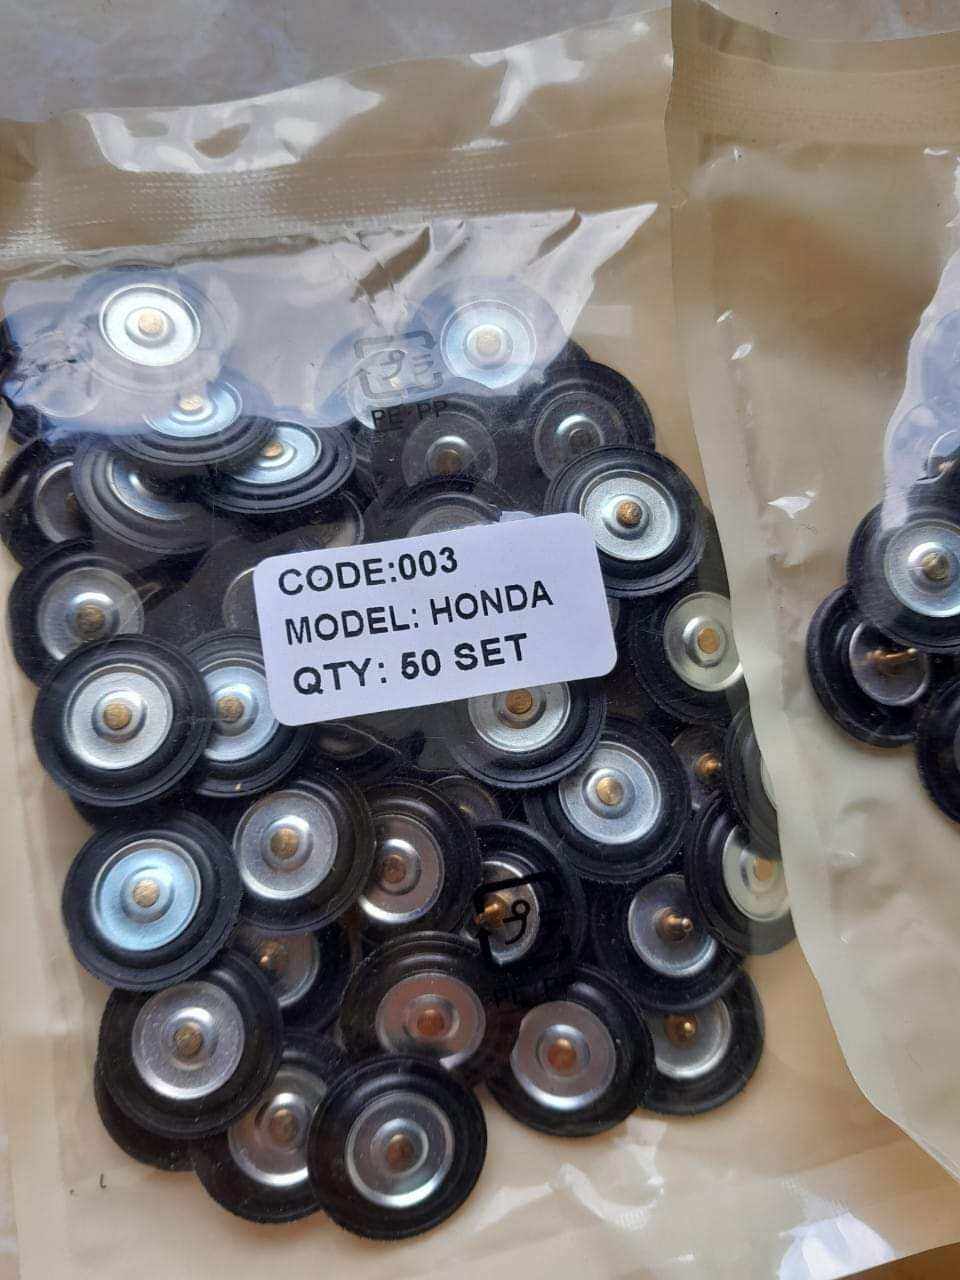 PE PP
CODE:003
MODEL: HONDA
QTY: 50 SET